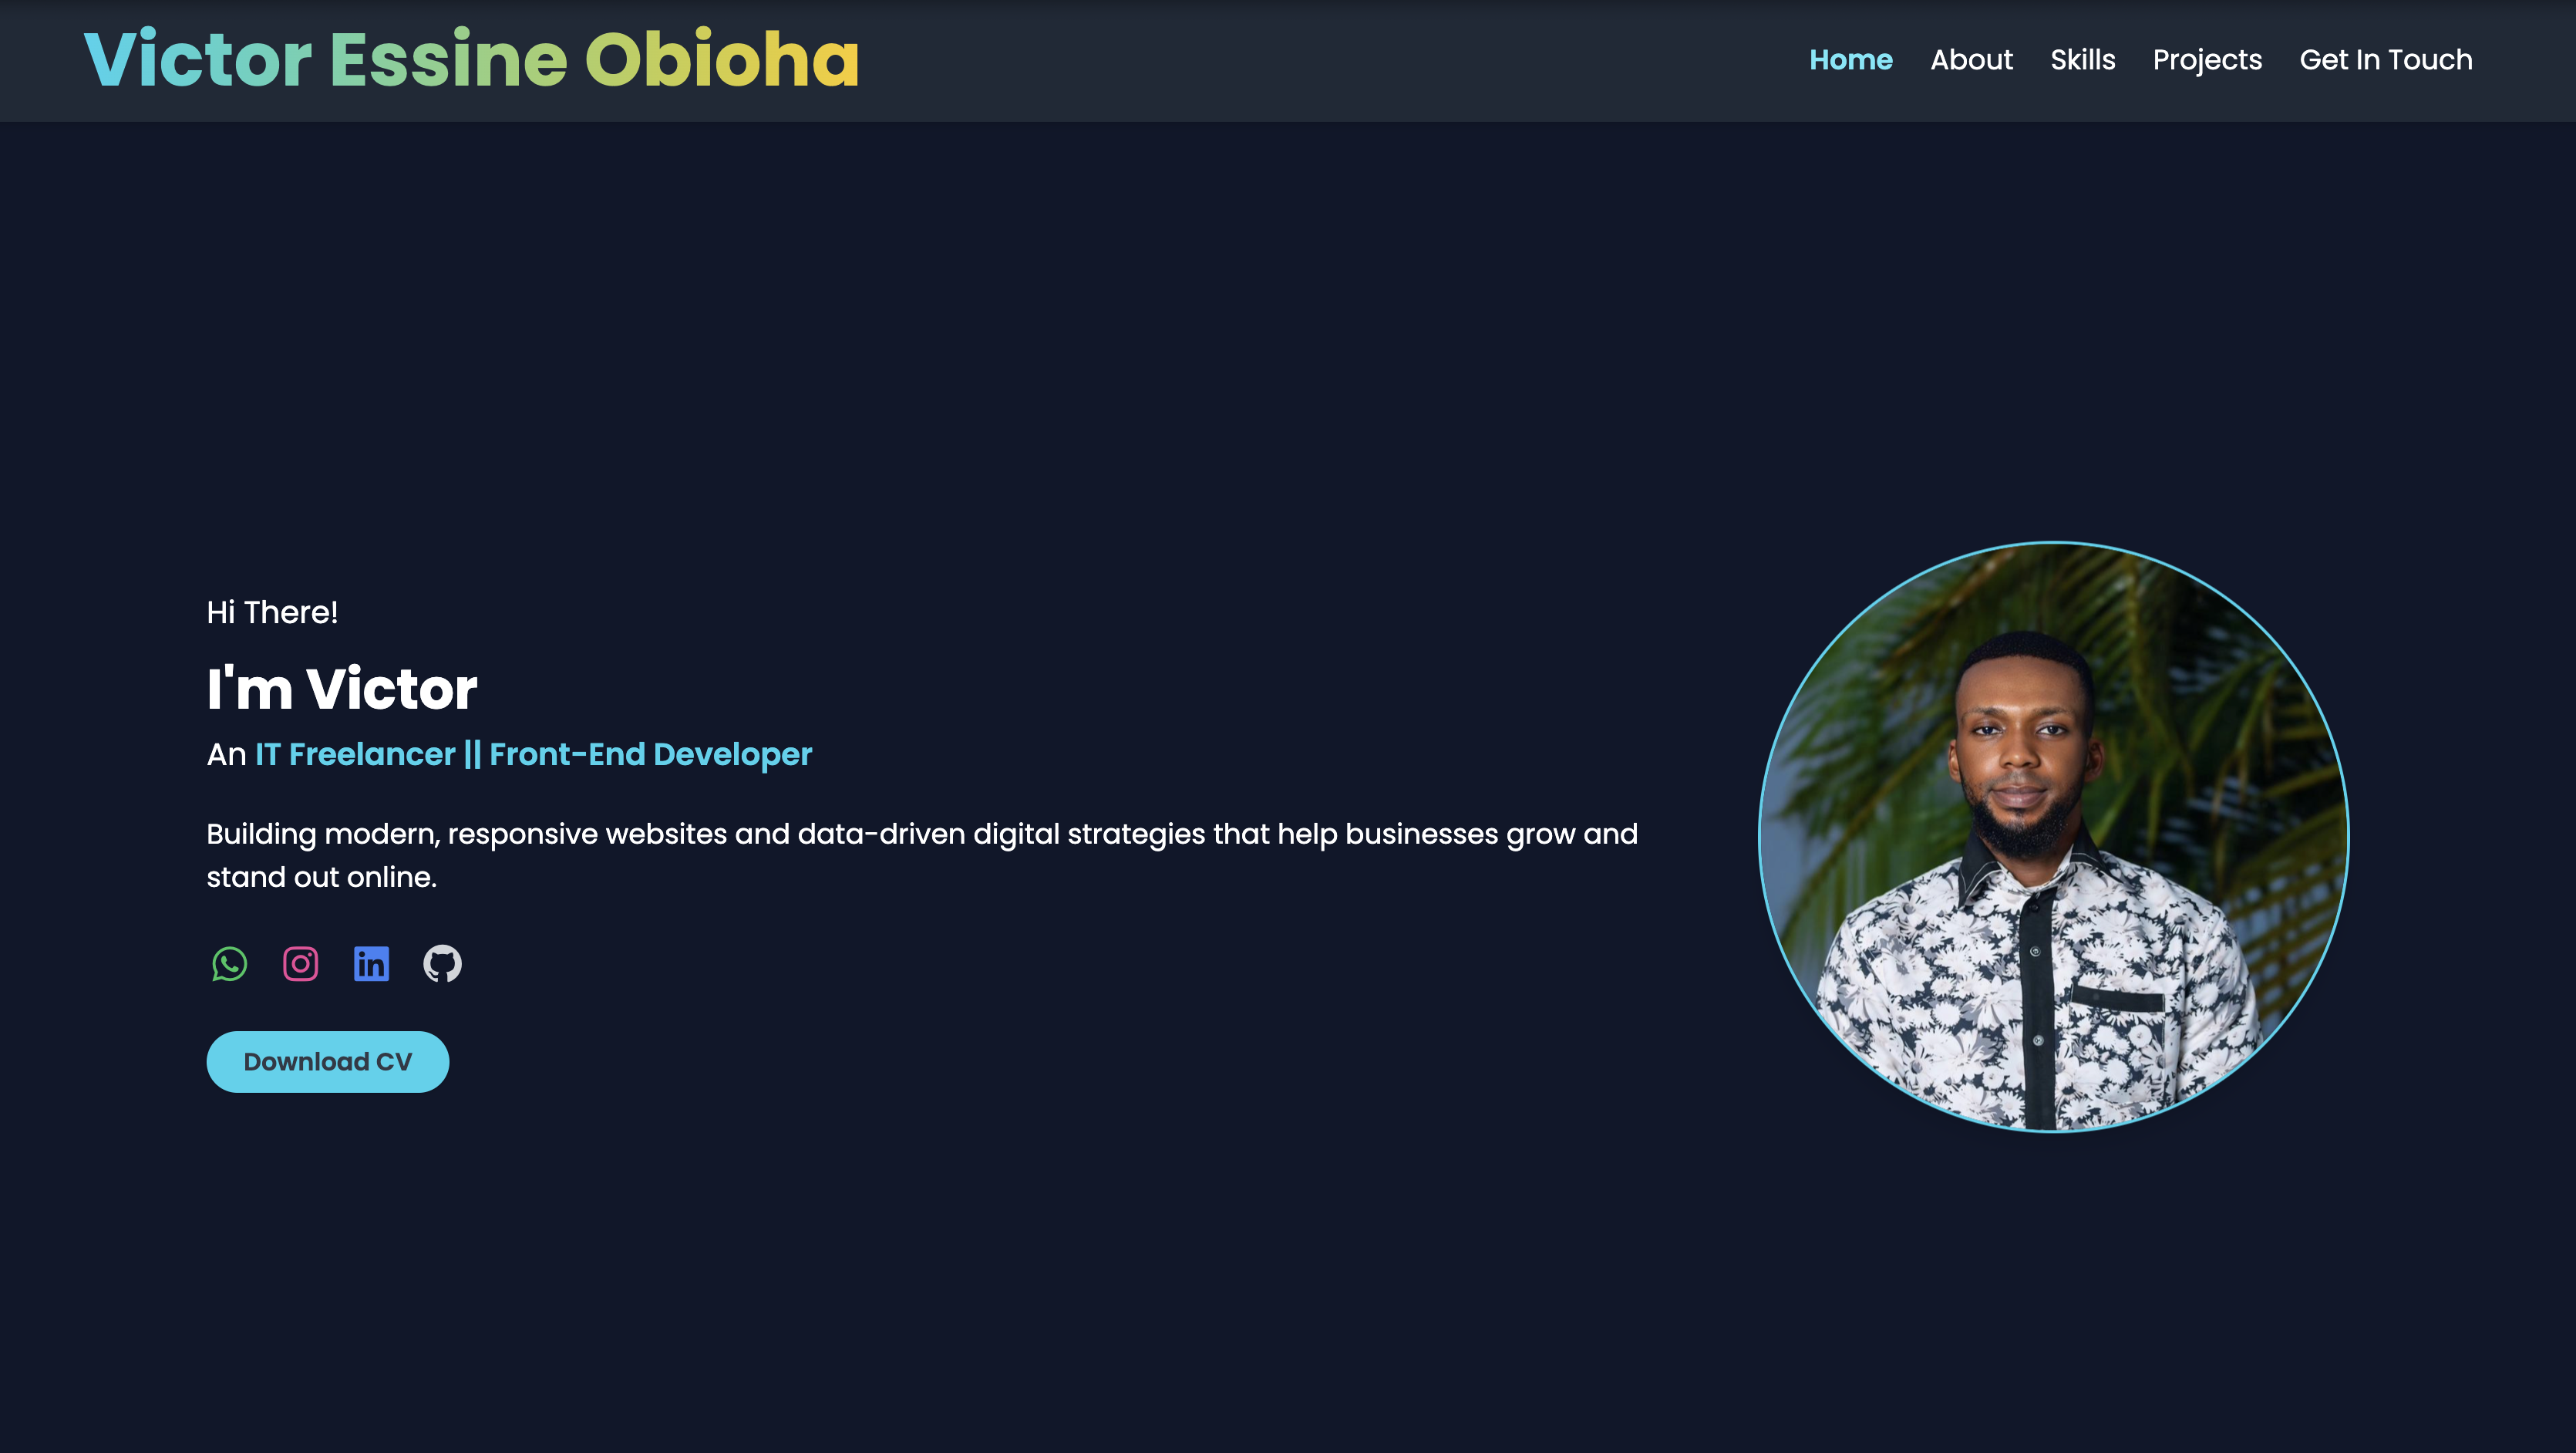 Victor Essine Obioha
Home About Skills Projects Get In Touch
Hi There!
I'm Victor
An IT Freelancer || Front-End Developer
Building modern, responsive websites and data-driven digital strategies that help businesses grow and
stand out online.
in
Download CV